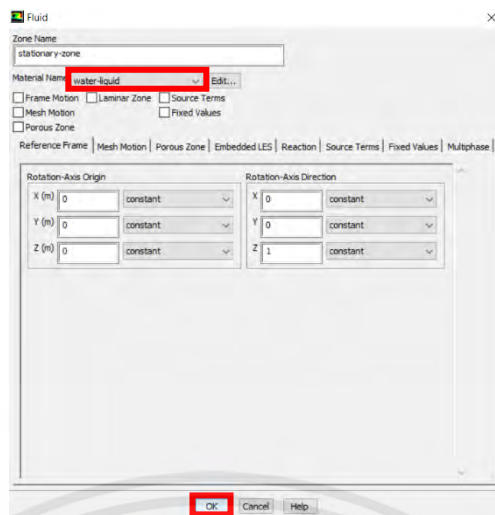 Fluid
Zone Name
stationary-zone
Material Name water-liquid Edit...
Frame Motion Laminar Zone Source Terms
Mesh Motion Fixed Values
Porous Zone
Reference Frame Mesh Motion Porous Zone Embedded LES Reaction Source Terms Fixed Values Multiphase
Rotation-Axis Origin Rotation-Axis Direction
X (m) 0 constant X 0 constant
Y (m) 0 constant Y 0 constant
Z (m) 0 constant Z 1 constant
OK Cancel Help